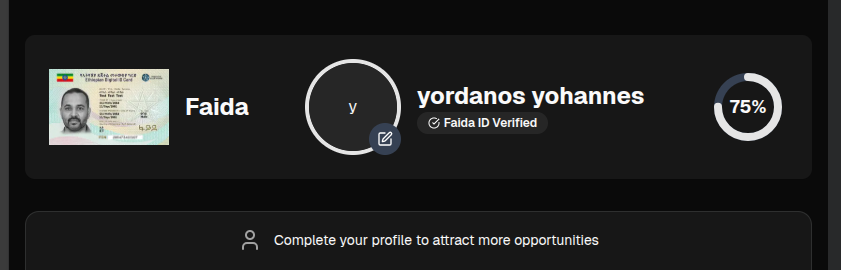 Ethiopian Digital ID Card
Faida
y
yordanos yohannes
Faida ID Verified
75%
Complete your profile to attract more opportunities